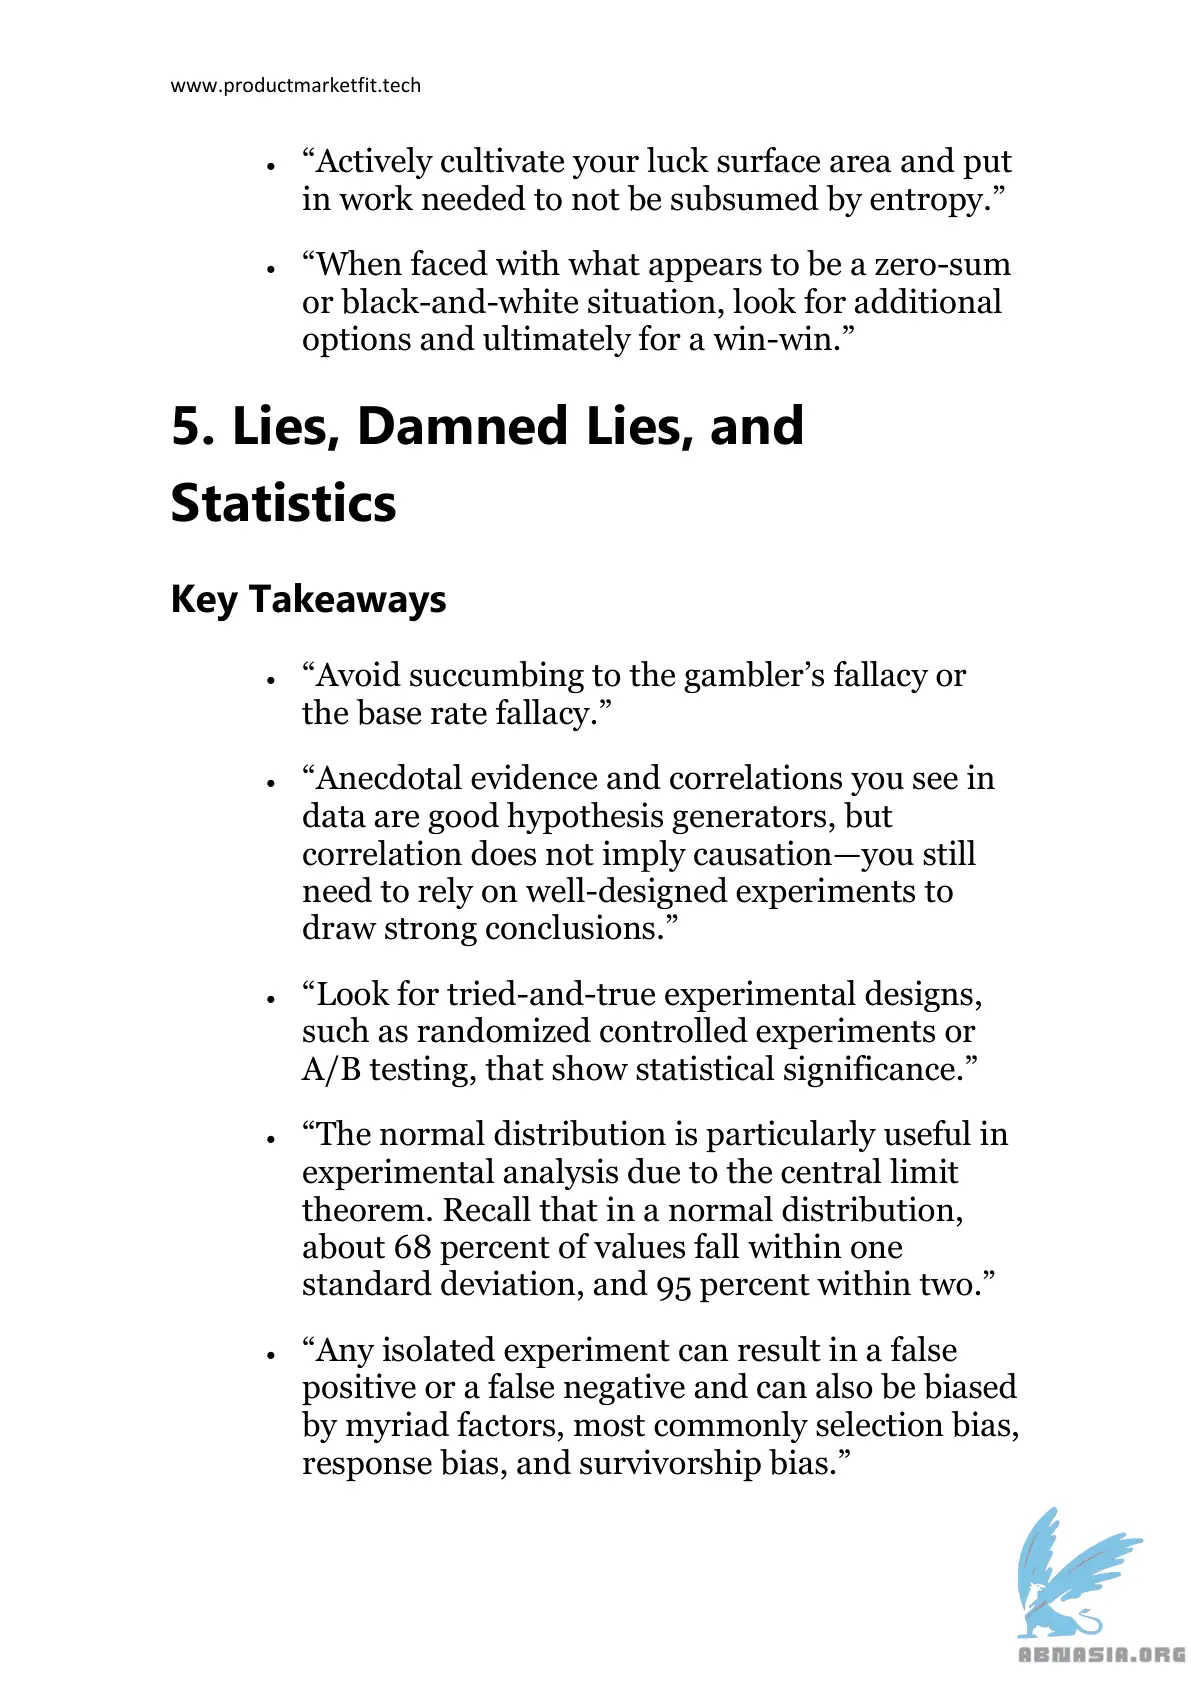 www.productmarketfit.tech
• “Actively cultivate your luck surface area and put
in work needed to not be subsumed by entropy.”
• “When faced with what appears to be a zero-sum
or black-and-white situation, look for additional
options and ultimately for a win-win.”
5. Lies, Damned Lies, and
Statistics
Key Takeaways
• “Avoid succumbing to the gambler’s fallacy or
the base rate fallacy.”
• “Anecdotal evidence and correlations you see in
data are good hypothesis generators, but
correlation does not imply causation—you still
need to rely on well-designed experiments to
draw strong conclusions.”
• “Look for tried-and-true experimental designs,
such as randomized controlled experiments or
A/B testing, that show statistical significance.”
• “The normal distribution is particularly useful in
experimental analysis due to the central limit
theorem. Recall that in a normal distribution,
about 68 percent of values fall within one
standard deviation, and 95 percent within two.”
• “Any isolated experiment can result in a false
positive or a false negative and can also be biased
by myriad factors, most commonly selection bias,
response bias, and survivorship bias.”
ABNASIA.ORG